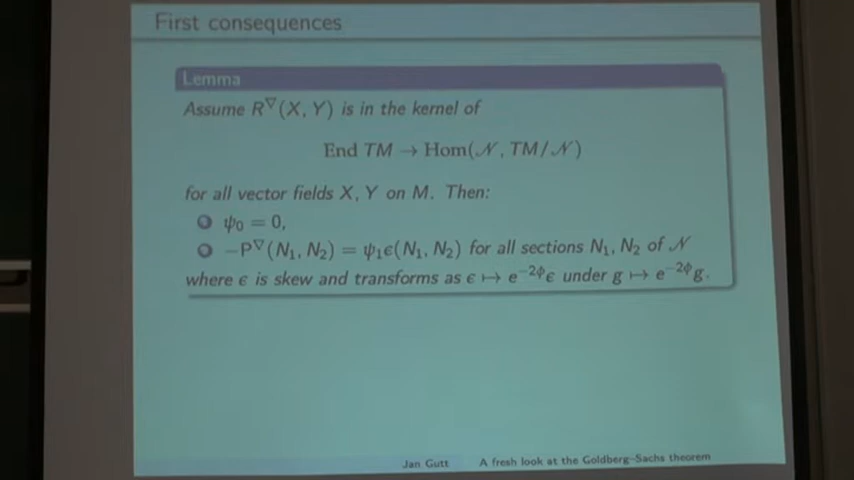 First consequences
Lemma
Assume R^∇(X, Y) is in the kernel of
End TM → Hom(𝒩, TM/𝒩)
for all vector fields X, Y on M. Then:
ψ₀ = 0,
−P^∇(N₁, N₂) = ψ₁ϵ(N₁, N₂) for all sections N₁, N₂ of 𝒩
where ϵ is skew and transforms as ϵ ↦ e^{−2ϕ}ϵ under g ↦ e^{−2ϕ}g.
Jan Gutt A fresh look at the Goldberg–Sachs theorem